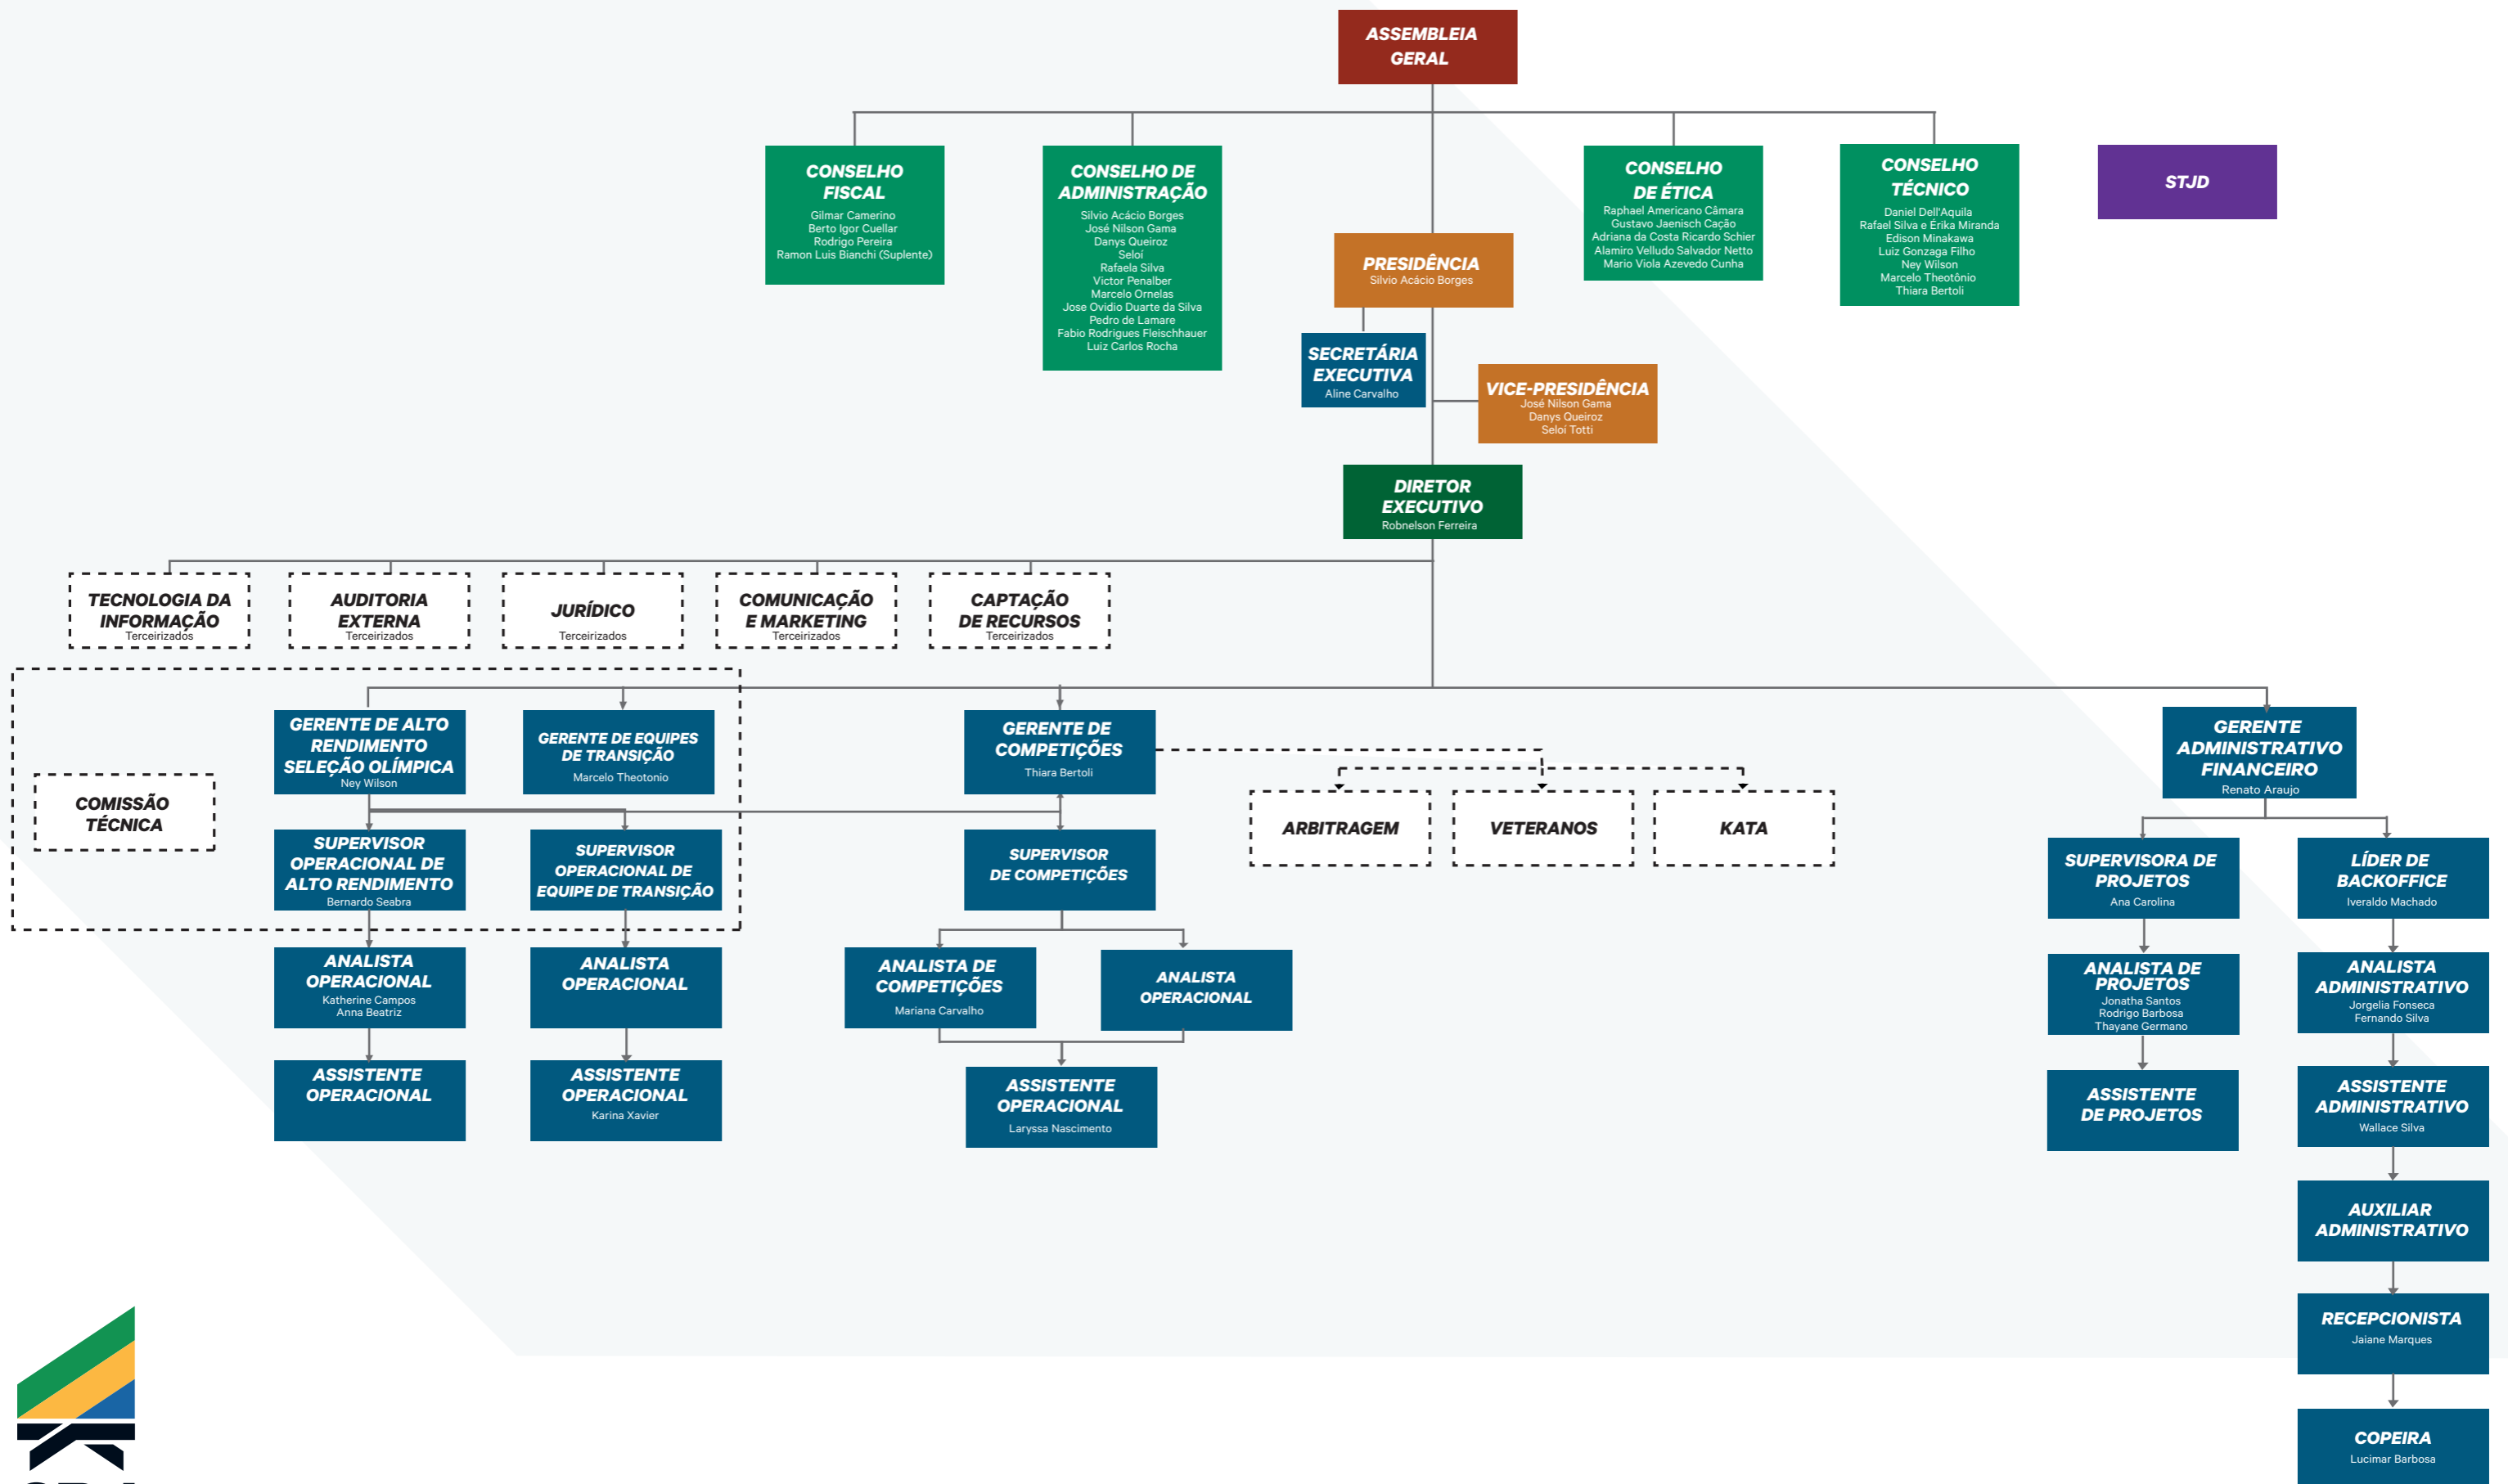 ASSEMBLEIA
GERAL
CONSELHO
FISCAL
Gilmar Camerino
Berto Igor Cuellar
Rodrigo Pereira
Ramon Luis Bianchi (Suplente)
CONSELHO DE
ADMINISTRAÇÃO
Silvio Acácio Borges
José Nilson Gama
Danys Queiroz
Seloí
Rafaela Silva
Victor Penalber
Marcelo Ornelas
Jose Ovidio Duarte da Silva
Pedro de Lamare
Fabio Rodrigues Fleischhauer
Luiz Carlos Rocha
CONSELHO
DE ÉTICA
Raphael Americano Câmara
Gustavo Jaenisch Cação
Adriana da Costa Ricardo Schier
Alamiro Velludo Salvador Netto
Mario Viola Azevedo Cunha
CONSELHO
TÉCNICO
Daniel Dell'Aquila
Rafael Silva e Érika Miranda
Edison Minakawa
Luiz Gonzaga Filho
Ney Wilson
Marcelo Theotônio
Thiara Bertoli
STJD
PRESIDÊNCIA
Silvio Acácio Borges
SECRETÁRIA
EXECUTIVA
Aline Carvalho
VICE-PRESIDÊNCIA
José Nilson Gama
Danys Queiroz
Seloí Totti
DIRETOR
EXECUTIVO
Robnelson Ferreira
TECNOLOGIA DA
INFORMAÇÃO
Terceirizados
AUDITORIA
EXTERNA
Terceirizados
JURÍDICO
Terceirizados
COMUNICAÇÃO
E MARKETING
Terceirizados
CAPTAÇÃO
DE RECURSOS
Terceirizados
GERENTE DE ALTO
RENDIMENTO
SELEÇÃO OLÍMPICA
Ney Wilson
GERENTE DE EQUIPES
DE TRANSIÇÃO
Marcelo Theotonio
GERENTE DE
COMPETIÇÕES
Thiara Bertoli
GERENTE
ADMINISTRATIVO
FINANCEIRO
Renato Araujo
COMISSÃO
TÉCNICA
ARBITRAGEM
VETERANOS
KATA
SUPERVISOR
OPERACIONAL DE
ALTO RENDIMENTO
Bernardo Seabra
SUPERVISOR
OPERACIONAL DE
EQUIPE DE TRANSIÇÃO
SUPERVISOR
DE COMPETIÇÕES
SUPERVISORA DE
PROJETOS
Ana Carolina
LÍDER DE
BACKOFFICE
Iveraldo Machado
ANALISTA
OPERACIONAL
Katherine Campos
Anna Beatriz
ANALISTA
OPERACIONAL
ANALISTA DE
COMPETIÇÕES
Mariana Carvalho
ANALISTA
OPERACIONAL
ANALISTA DE
PROJETOS
Jonatha Santos
Rodrigo Barbosa
Thayane Germano
ANALISTA
ADMINISTRATIVO
Jorgelia Fonseca
Fernando Silva
ASSISTENTE
OPERACIONAL
ASSISTENTE
OPERACIONAL
Karina Xavier
ASSISTENTE
OPERACIONAL
Laryssa Nascimento
ASSISTENTE
DE PROJETOS
ASSISTENTE
ADMINISTRATIVO
Wallace Silva
AUXILIAR
ADMINISTRATIVO
RECEPCIONISTA
Jaiane Marques
COPEIRA
Lucimar Barbosa